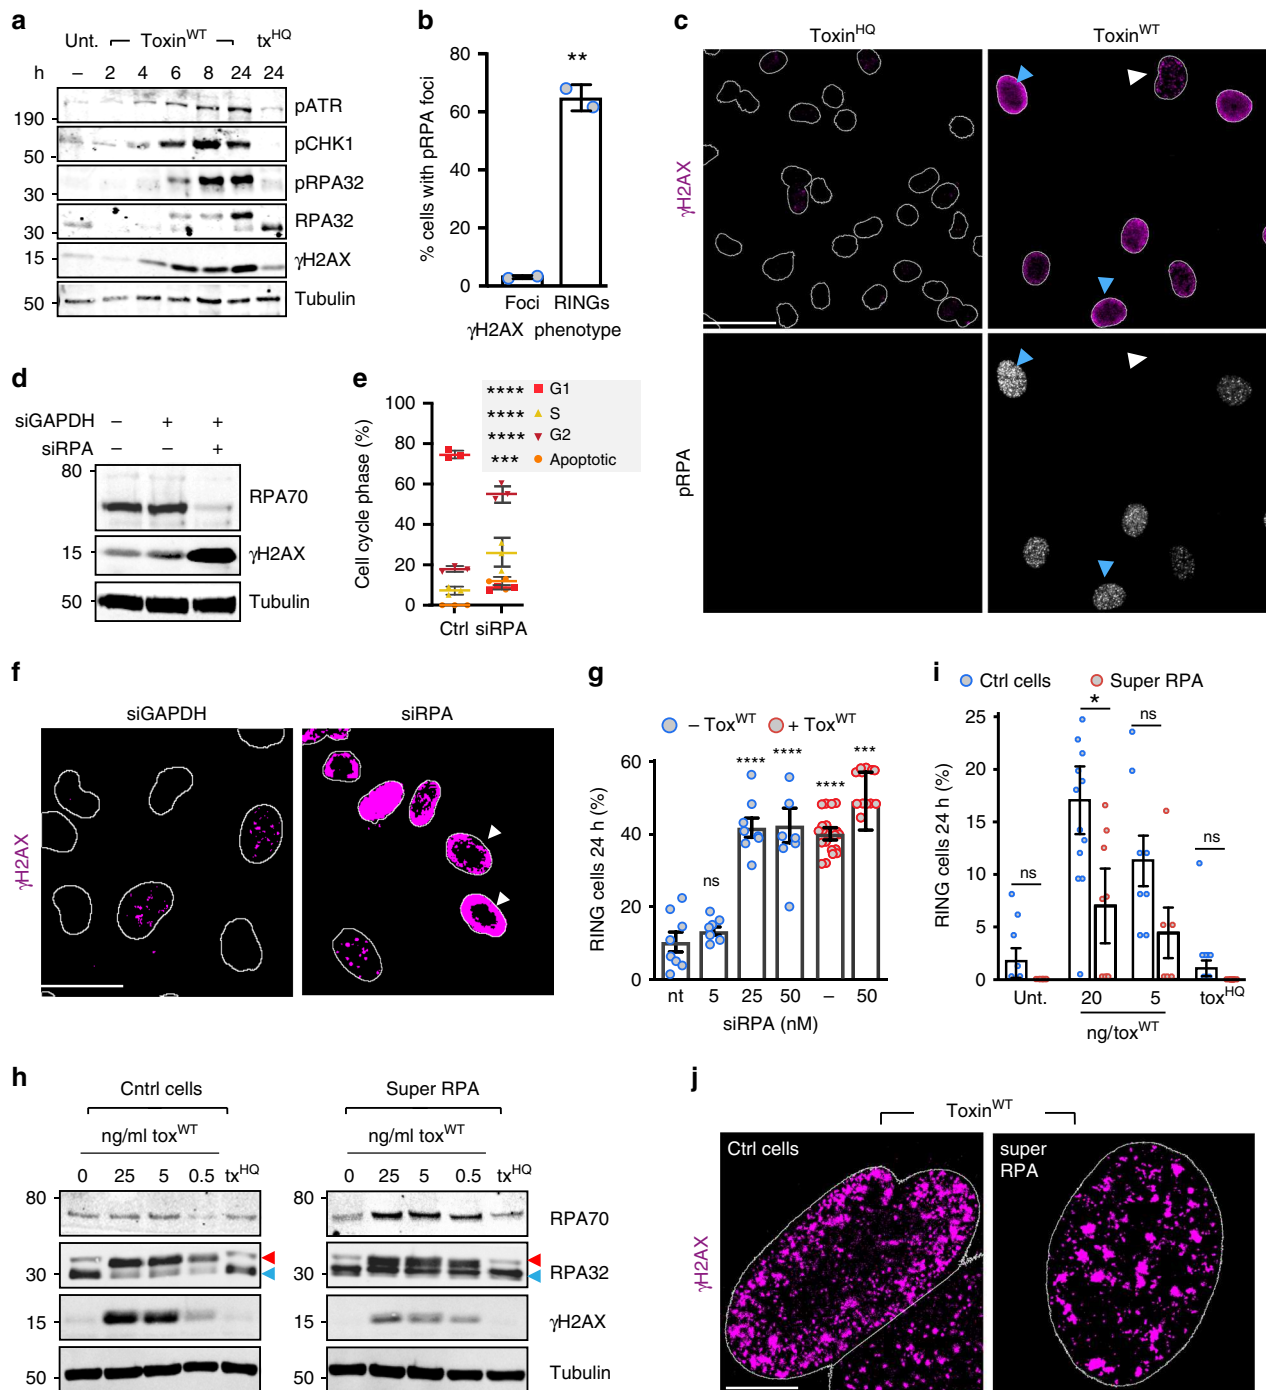 a
Unt. Toxin^WT tx^HQ
h – 2 4 6 8 24 24
pATR
190
pCHK1
50
pRPA32
30
RPA32
15
γH2AX
50
Tubulin
b
% cells with pRPA foci
80
60
40
20
0
**
Foci RINGs
γH2AX phenotype
c
Toxin^HQ Toxin^WT
γH2AX
pRPA
d
siGAPDH – + +
siRPA – – +
80
RPA70
15
γH2AX
50
Tubulin
e
Cell cycle phase (%)
100
80
60
40
20
0
**** G1
**** S
**** G2
*** Apoptotic
Ctrl siRPA
f
siGAPDH siRPA
γH2AX
g
– Tox^WT + Tox^WT
RING cells 24 h (%)
60
40
20
0
ns **** **** **** ***
nt 5 25 50 – 50
siRPA (nM)
i
Ctrl cells Super RPA
RING cells 24 h (%)
25
20
15
10
5
0
ns * ns ns
Unt. 20 5 tox^HQ
ng/tox^WT
h
Cntrl cells Super RPA
ng/ml tox^WT ng/ml tox^WT
0 25 5 0.5 tx^HQ 0 25 5 0.5 tx^HQ
80 80
RPA70
30 30
RPA32
15 15
γH2AX
50 50
Tubulin
j
Toxin^WT
Ctrl cells
super
RPA
γH2AX